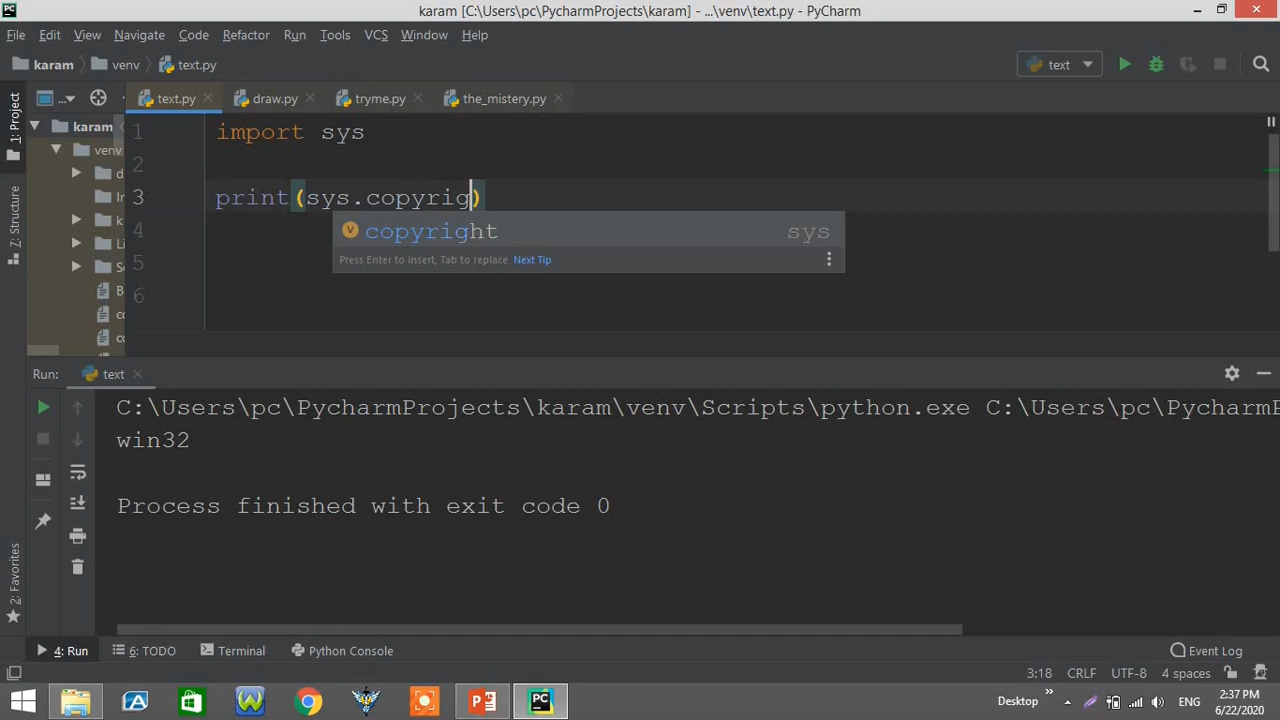 karam [C:\Users\pc\PycharmProjects\karam] - ...\venv\text.py - PyCharm
File Edit View Navigate Code Refactor Run Tools VCS Window Help
karam venv text.py text
... text.py draw.py tryme.py the_mistery.py
1: Project
karam
venv
1 import sys
2
3 print(sys.copyrig)
copyright sys
Press Enter to insert, Tab to replace Next Tip
4
5
6
7: Structure
Run: text
C:\Users\pc\PycharmProjects\karam\venv\Scripts\python.exe C:\Users\pc\PycharmP
win32
Process finished with exit code 0
2: Favorites
4: Run 6: TODO Terminal Python Console Event Log
3:18 CRLF UTF-8 4 spaces
Desktop ENG 2:37 PM
6/22/2020